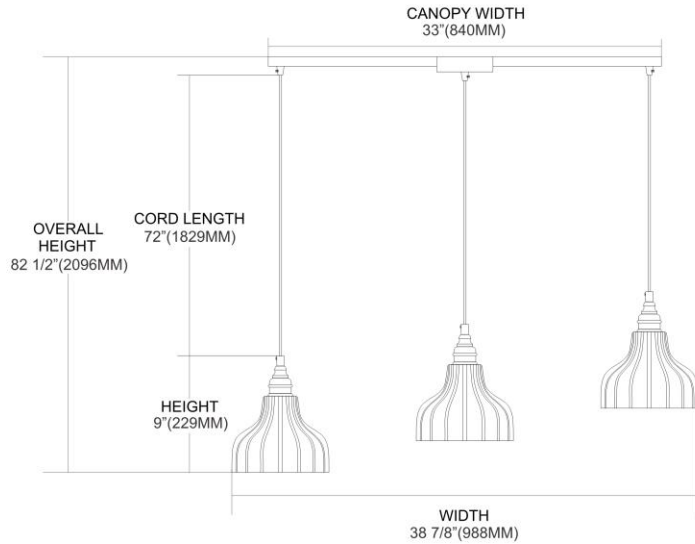 CANOPY WIDTH
33"(840MM)
CORD LENGTH
72"(1829MM)
OVERALL
HEIGHT
82 1/2"(2096MM)
HEIGHT
9"(229MM)
WIDTH
38 7/8"(988MM)